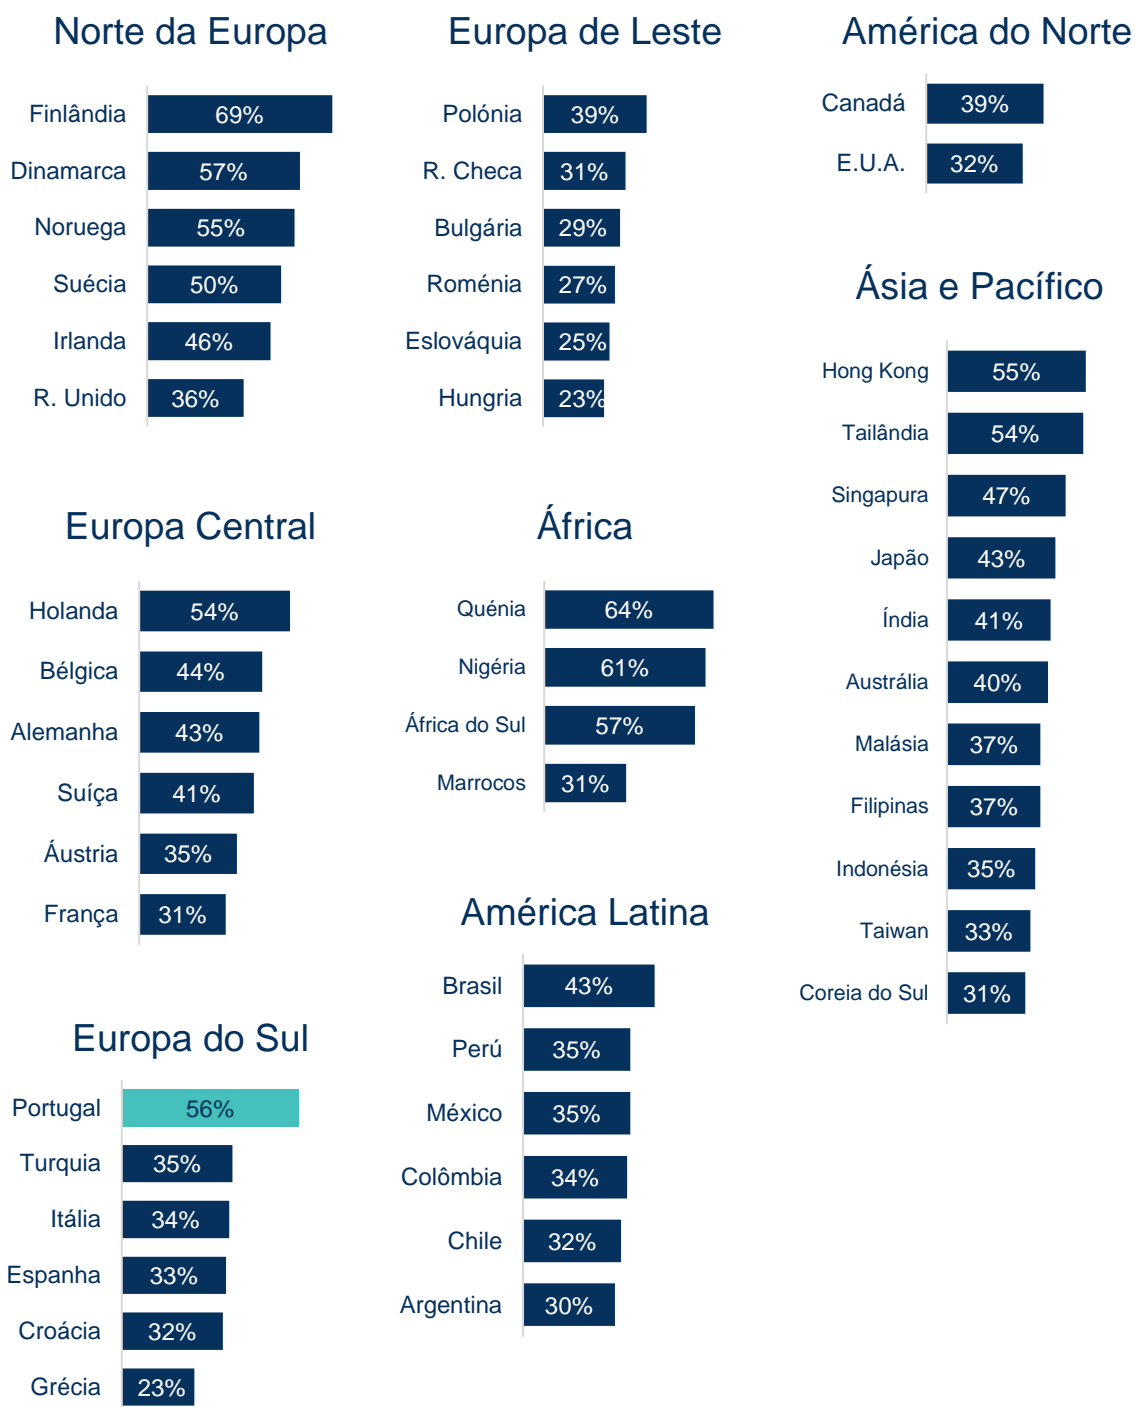 Norte da Europa
Finlândia 69%
Dinamarca 57%
Noruega 55%
Suécia 50%
Irlanda 46%
R. Unido 36%
Europa de Leste
Polónia 39%
R. Checa 31%
Bulgária 29%
Roménia 27%
Eslováquia 25%
Hungria 23%
América do Norte
Canadá 39%
E.U.A. 32%
Ásia e Pacífico
Hong Kong 55%
Tailândia 54%
Singapura 47%
Japão 43%
Índia 41%
Austrália 40%
Malásia 37%
Filipinas 37%
Indonésia 35%
Taiwan 33%
Coreia do Sul 31%
Europa Central
Holanda 54%
Bélgica 44%
Alemanha 43%
Suíça 41%
Áustria 35%
França 31%
África
Quénia 64%
Nigéria 61%
África do Sul 57%
Marrocos 31%
América Latina
Brasil 43%
Perú 35%
México 35%
Colômbia 34%
Chile 32%
Argentina 30%
Europa do Sul
Portugal 56%
Turquia 35%
Itália 34%
Espanha 33%
Croácia 32%
Grécia 23%